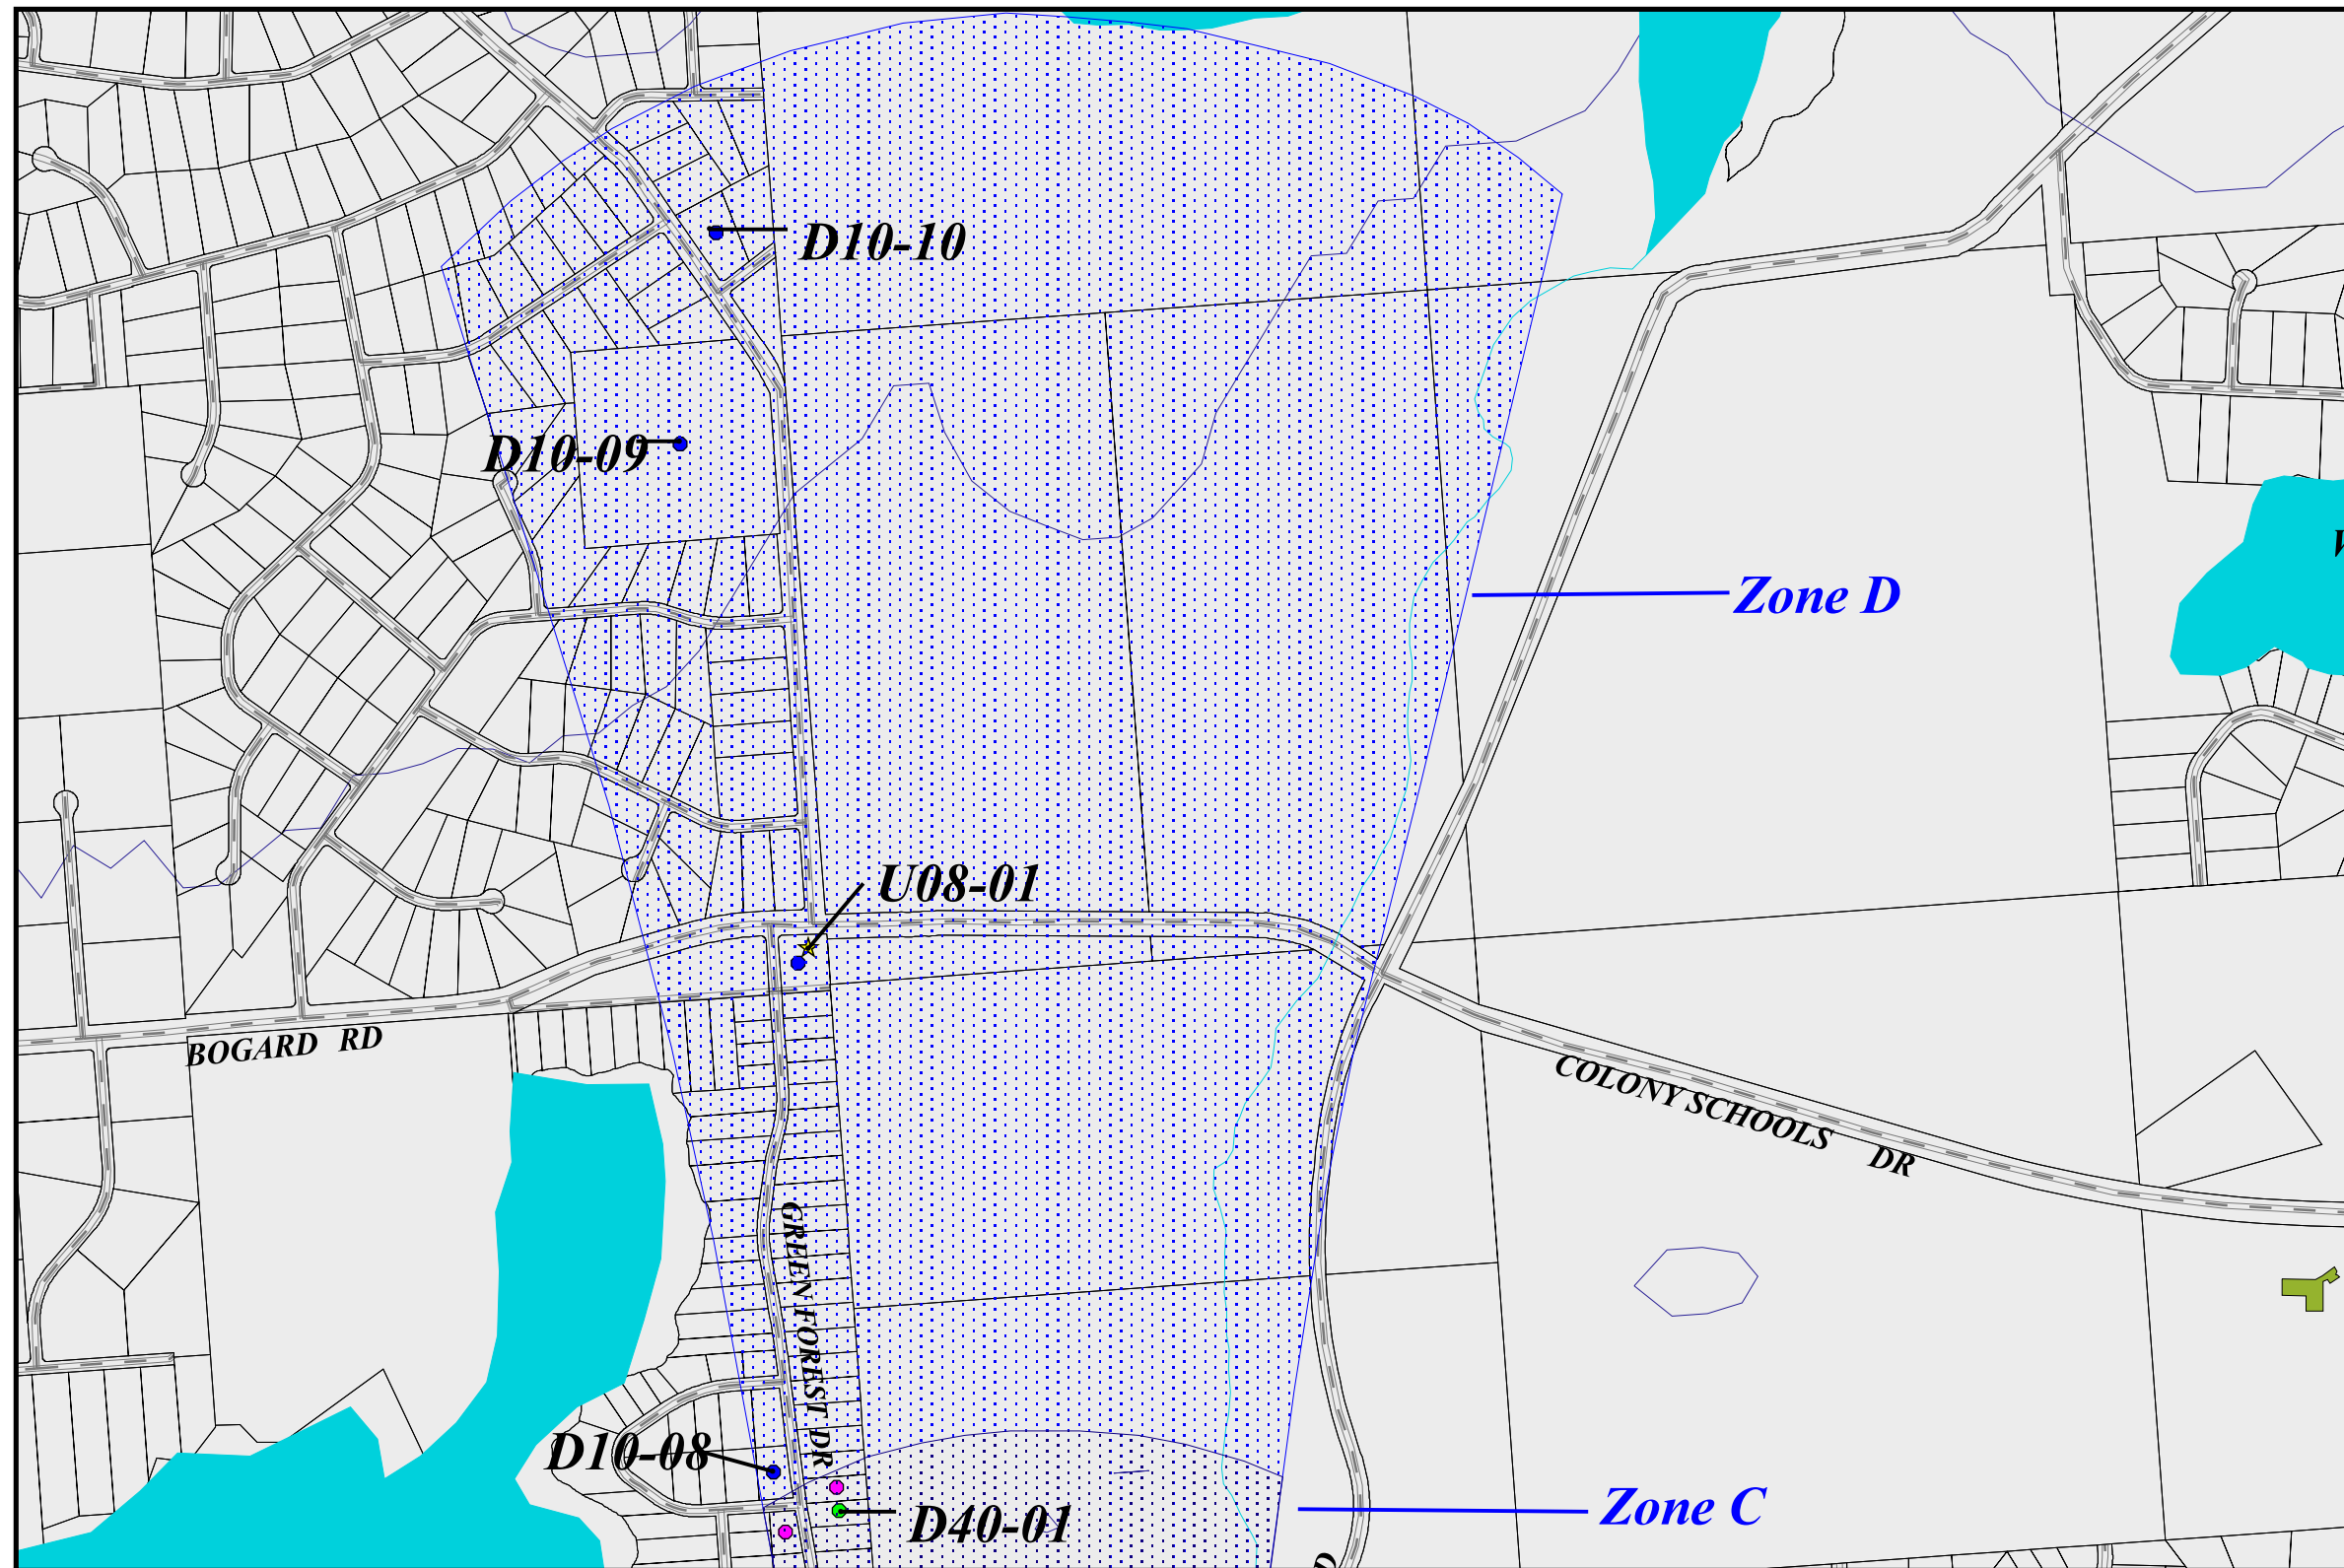 D10-10
D10-09
Zone D
U08-01
BOGARD RD
COLONY SCHOOLS DR
GREEN FOREST DR
D10-08
Zone C
D40-01